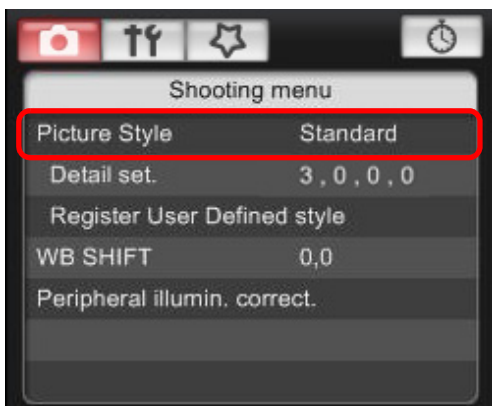 Shooting menu
Picture Style Standard
Detail set. 3 , 0 , 0 , 0
Register User Defined style
WB SHIFT 0,0
Peripheral illumin. correct.